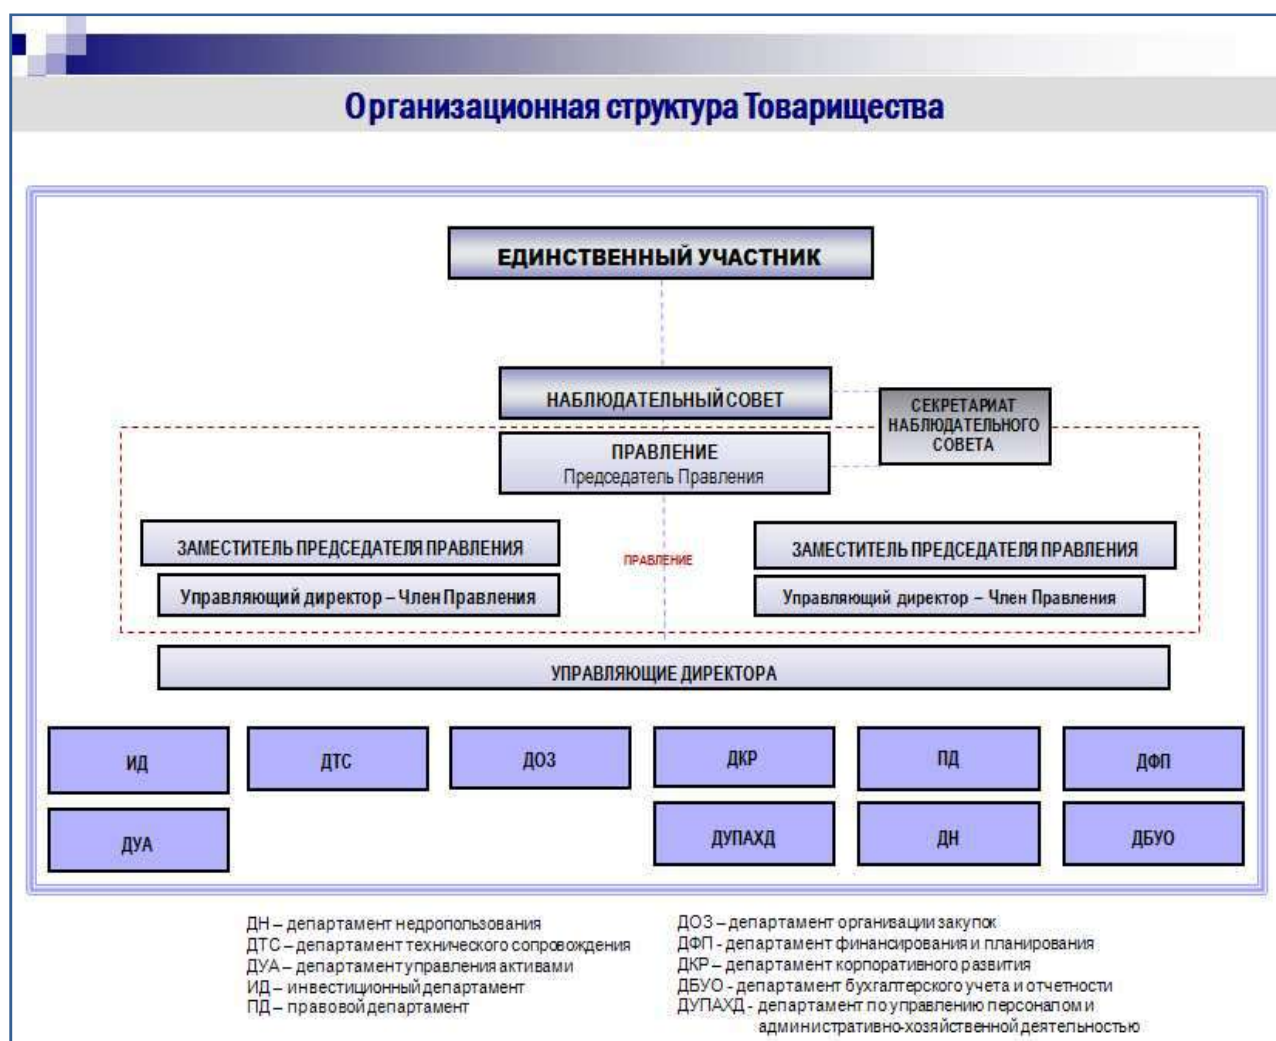 Организационная структура Товарищества
ЕДИНСТВЕННЫЙ УЧАСТНИК
НАБЛЮДАТЕЛЬНЫЙ СОВЕТ
СЕКРЕТАРИАТ
НАБЛЮДАТЕЛЬНОГО
СОВЕТА
ПРАВЛЕНИЕ
Председатель Правления
ЗАМЕСТИТЕЛЬ ПРЕДСЕДАТЕЛЯ ПРАВЛЕНИЯ
Управляющий директор – Член Правления
ПРАВЛЕНИЕ
ЗАМЕСТИТЕЛЬ ПРЕДСЕДАТЕЛЯ ПРАВЛЕНИЯ
Управляющий директор – Член Правления
УПРАВЛЯЮЩИЕ ДИРЕКТОРА
ИД
ДТС
ДОЗ
ДКР
ПД
ДФП
ДУА
ДУПАХД
ДН
ДБУО
ДН – департамент недропользования
ДТС – департамент технического сопровождения
ДУА – департамент управления активами
ИД – инвестиционный департамент
ПД – правовой департамент
ДОЗ – департамент организации закупок
ДФП - департамент финансирования и планирования
ДКР – департамент корпоративного развития
ДБУО - департамент бухгалтерского учета и отчетности
ДУПАХД - департамент по управлению персоналом и
административно-хозяйственной деятельностью